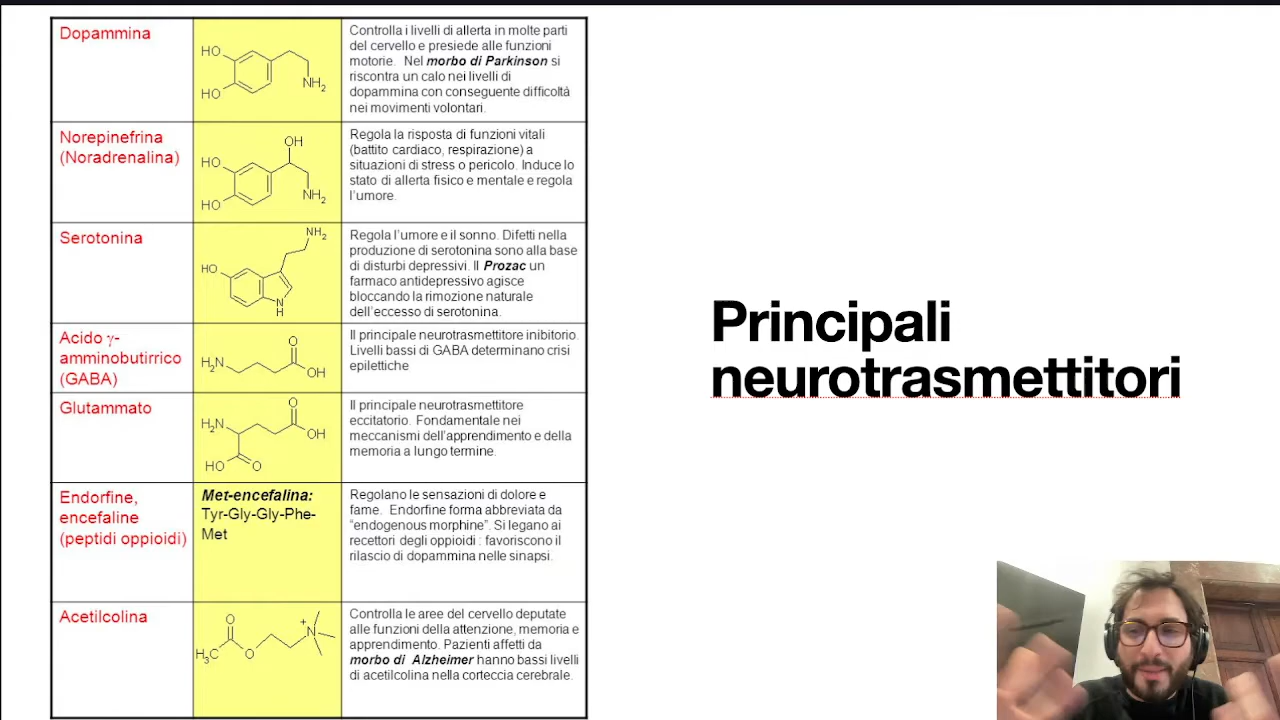 Dopammina
HO
HO
NH2
Controlla i livelli di allerta in molte parti
del cervello e presiede alle funzioni
motorie. Nel morbo di Parkinson si
riscontra un calo nei livelli di
dopammina con conseguente difficoltà
nei movimenti volontari.
Norepinefrina
(Noradrenalina)
OH
HO
HO
NH2
Regola la risposta di funzioni vitali
(battito cardiaco, respirazione) a
situazioni di stress o pericolo. Induce lo
stato di allerta fisico e mentale e regola
l'umore.
Serotonina
NH2
HO
N
H
Regola l'umore e il sonno. Difetti nella
produzione di serotonina sono alla base
di disturbi depressivi. Il Prozac un
farmaco antidepressivo agisce
bloccando la rimozione naturale
dell'eccesso di serotonina.
Acido γ-
amminobutirrico
(GABA)
O
H2N
OH
Il principale neurotrasmettitore inibitorio.
Livelli bassi di GABA determinano crisi
epilettiche
Glutammato
O
H2N
OH
HO
O
Il principale neurotrasmettitore
eccitatorio. Fondamentale nei
meccanismi dell'apprendimento e della
memoria a lungo termine.
Endorfine,
encefaline
(peptidi oppioidi)
Met-encefalina:
Tyr-Gly-Gly-Phe-
Met
Regolano le sensazioni di dolore e
fame. Endorfine forma abbreviata da
"endogenous morphine". Si legano ai
recettori degli oppioidi : favoriscono il
rilascio di dopammina nelle sinapsi.
Acetilcolina
O
H3C
O
N+
Controlla le aree del cervello deputate
alle funzioni della attenzione, memoria e
apprendimento. Pazienti affetti da
morbo di Alzheimer hanno bassi livelli
di acetilcolina nella corteccia cerebrale.
Principali
neurotrasmettitori